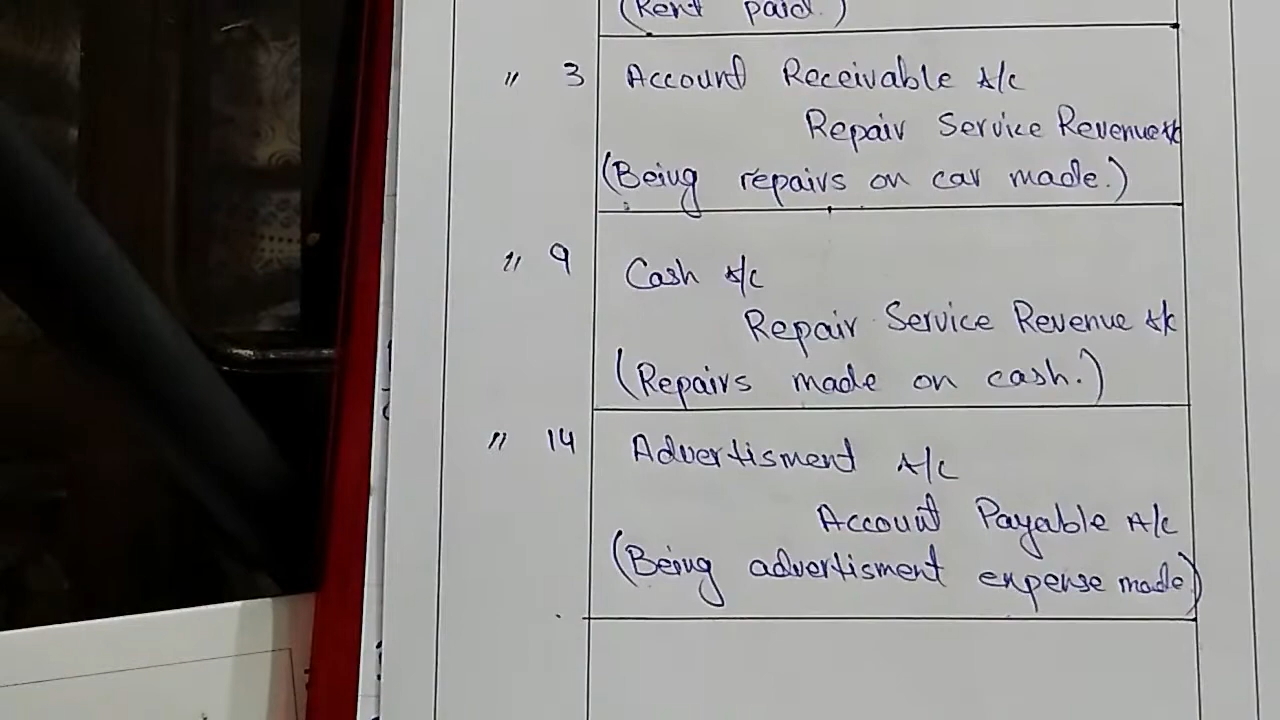 (Rent paid.)
" 3 Account Receivable A/c
Repair Service Revenue A/c
(Being repairs on car made.)
" 9 Cash A/c
Repair Service Revenue A/c
(Repairs made on cash.)
" 14 Advertisment A/c
Account Payable A/c
(Being advertisment expense made)